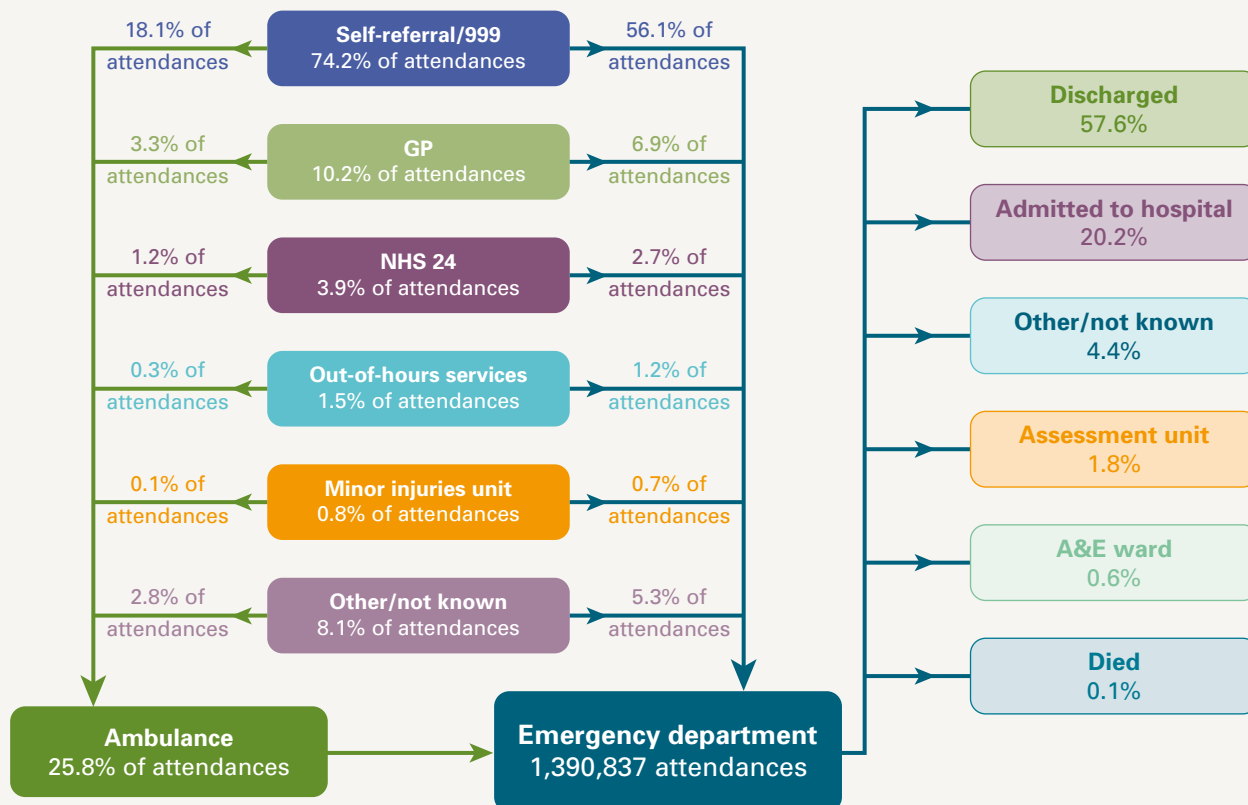 18.1% of
attendances
Self-referral/999
74.2% of attendances
56.1% of
attendances
3.3% of
attendances
GP
10.2% of attendances
6.9% of
attendances
1.2% of
attendances
NHS 24
3.9% of attendances
2.7% of
attendances
0.3% of
attendances
Out-of-hours services
1.5% of attendances
1.2% of
attendances
0.1% of
attendances
Minor injuries unit
0.8% of attendances
0.7% of
attendances
2.8% of
attendances
Other/not known
8.1% of attendances
5.3% of
attendances
Ambulance
25.8% of attendances
Emergency department
1,390,837 attendances
Discharged
57.6%
Admitted to hospital
20.2%
Other/not known
4.4%
Assessment unit
1.8%
A&E ward
0.6%
Died
0.1%